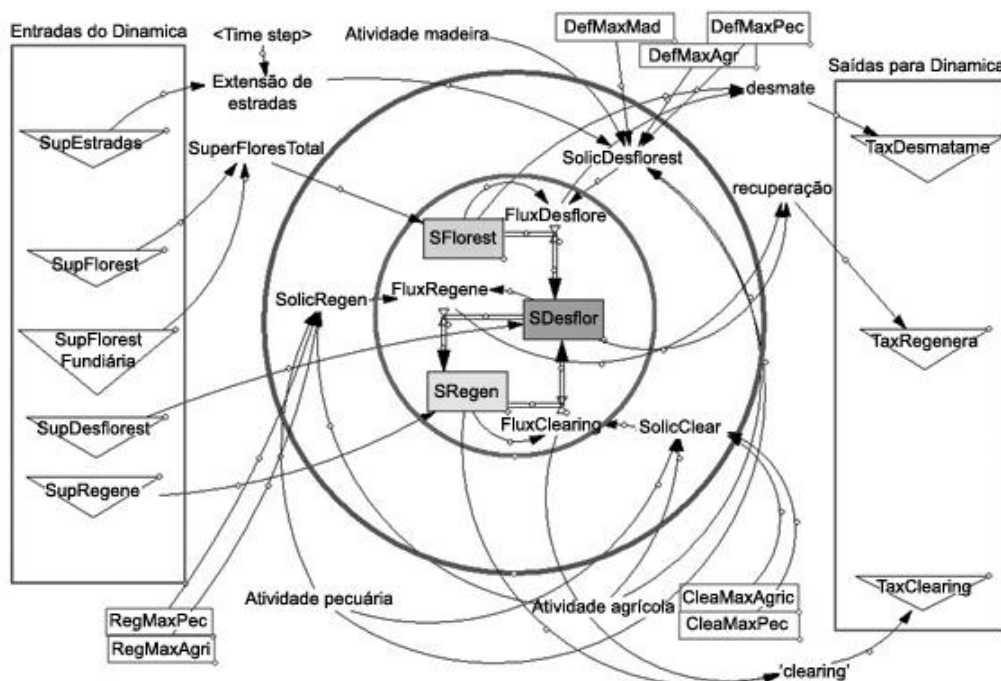 Entradas do Dinamica
<Time step>
Atividade madeira
DefMaxMad
DefMaxPec
DefMaxAgr
Saídas para Dinamica
Extensão de
estradas
desmate
SupEstradas
SuperFloresTotal
SolicDesflorest
TaxDesmatame
recuperação
FluxDesflore
SFlorest
SupFlorest
SolicRegen
FluxRegene
SDesflor
SupFlorest
Fundiária
TaxRegenera
SRegen
SupDesflorest
FluxClearing
SolicClear
SupRegene
TaxClearing
Atividade pecuária
Atividade agrícola
CleaMaxAgric
CleaMaxPec
RegMaxPec
RegMaxAgri
'clearing'